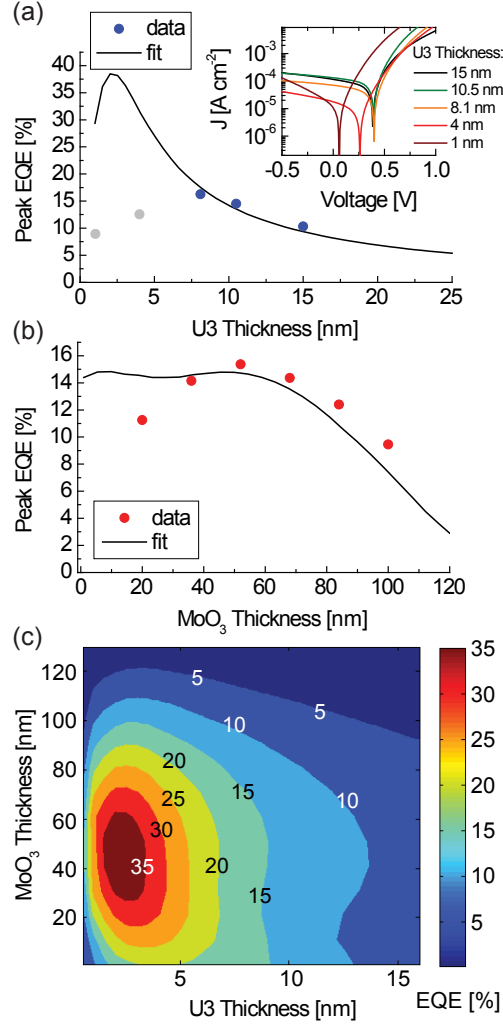 (a)
data
fit
Peak EQE [%]
40
35
30
25
20
15
10
5
0
0 5 10 15 20 25
U3 Thickness [nm]
J [A cm-2]
10-3
10-4
10-5
10-6
-0.5 0.0 0.5 1.0
Voltage [V]
U3 Thickness:
15 nm
10.5 nm
8.1 nm
4 nm
1 nm
(b)
Peak EQE [%]
16
14
12
10
8
6
4
2
0
data
fit
0 20 40 60 80 100 120
MoO3 Thickness [nm]
(c)
MoO3 Thickness [nm]
120
100
80
60
40
20
5
5
10
20
25
15
10
30
35
20
15
5 10 15
U3 Thickness [nm]
35
30
25
20
15
10
5
EQE [%]